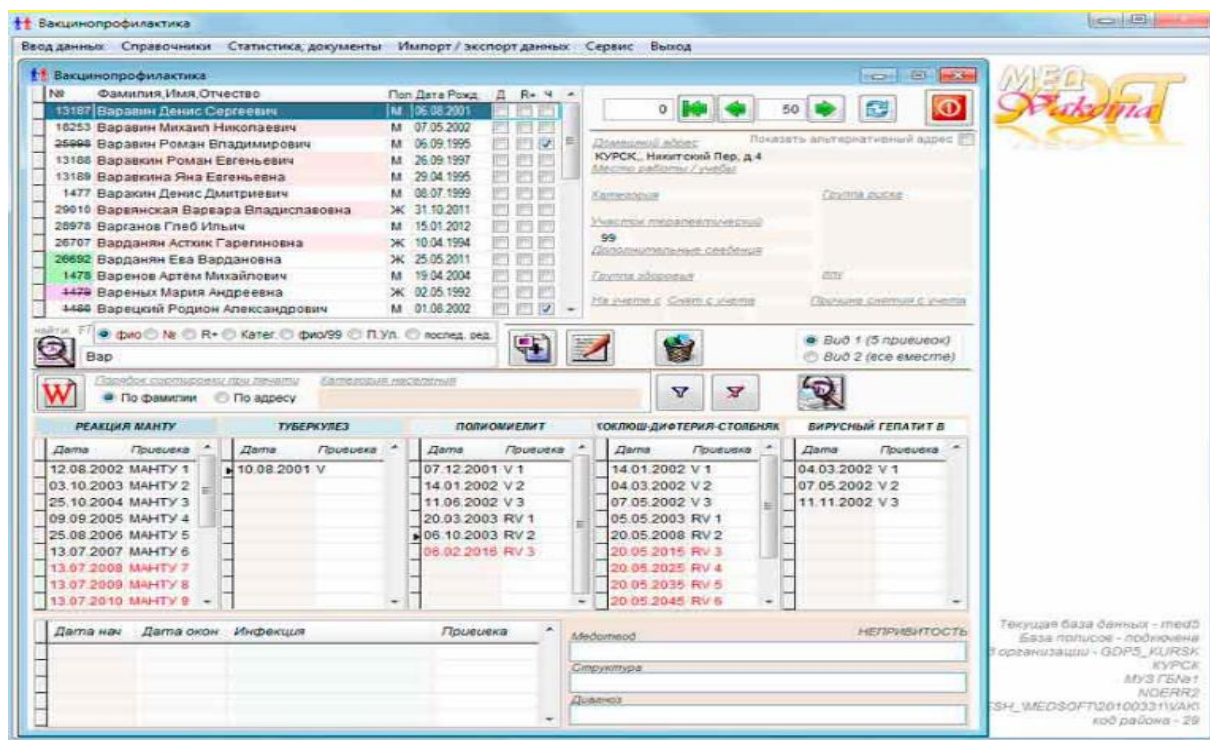 Вакцинопрофилактика
Ввод данных Справочники Статистика, документы Импорт / экспорт данных Сервис Выход
Вакцинопрофилактика
MED SOFT
Vakcina
№ Фамилия,Имя,Отчество Пол Дата Рожд. Д R+ Ч
13187 Варавин Денис Сергеевич М 06.08.2001
16253 Варавин Михаил Николаевич М 07.05.2002
25998 Варавин Роман Владимирович М 06.09.1995
13188 Варавкин Роман Евгеньевич М 26.09.1997
13189 Варавкина Яна Евгеньевна М 29.04.1995
1477 Варакин Денис Дмитриевич М 08.07.1999
29010 Варванская Варвара Владиславовна Ж 31.10.2011
28978 Варганов Глеб Ильич М 15.01.2012
26707 Варданян Астхик Гарегиновна Ж 10.04.1994
26692 Варданян Ева Вардановна Ж 25.05.2011
1478 Варенов Артём Михайлович М 19.04.2004
1479 Вареных Мария Андреевна Ж 02.05.1992
1480 Варецкий Родион Александрович М 01.06.2002
0 50
Домашний адрес Показать альтернативный адрес
КУРСК,, Никитский Пер, д.4
Место работы / учебы
Категория Группа риска
Участок терапевтический
99
Дополнительные сведения
Группа здоровья ЛПУ
На учете с Снят с учета Причина снятия с учета
найти F7 фио № R+ Катег. фио/99 П.Ул. послед. ред.
Вар
Вид 1 (5 прививок)
Вид 2 (все вместе)
Порядок сортировки при печати Категория населения
По фамилии По адресу
РЕАКЦИЯ МАНТУ ТУБЕРКУЛЕЗ ПОЛИОМИЕЛИТ КОКЛЮШ-ДИФТЕРИЯ-СТОЛБНЯК ВИРУСНЫЙ ГЕПАТИТ В
Дата Прививка Дата Прививка Дата Прививка Дата Прививка Дата Прививка
12.08.2002 МАНТУ 1 10.08.2001 V 07.12.2001 V 1 14.01.2002 V 1 04.03.2002 V 1
03.10.2003 МАНТУ 2 14.01.2002 V 2 04.03.2002 V 2 07.05.2002 V 2
25.10.2004 МАНТУ 3 11.06.2002 V 3 07.05.2002 V 3 11.11.2002 V 3
09.09.2005 МАНТУ 4 20.03.2003 RV 1 05.05.2003 RV 1
25.08.2006 МАНТУ 5 06.10.2003 RV 2 20.05.2008 RV 2
13.07.2007 МАНТУ 6 06.02.2016 RV 3 20.05.2015 RV 3
13.07.2008 МАНТУ 7 20.05.2025 RV 4
13.07.2009 МАНТУ 8 20.05.2035 RV 5
13.07.2010 МАНТУ 9 20.05.2045 RV 6
Дата нач Дата окон Инфекция Прививка
Медотвод НЕПРИВИТОСТЬ
Структура
Диагноз
Текущая база данных - med5
База полисов - подключена
организации - GDP5_KURSK
КУРСК
МУЗ ГБ№1
NOERR2
SH_\MEDSOFT\20100331\VAK\
код района - 29